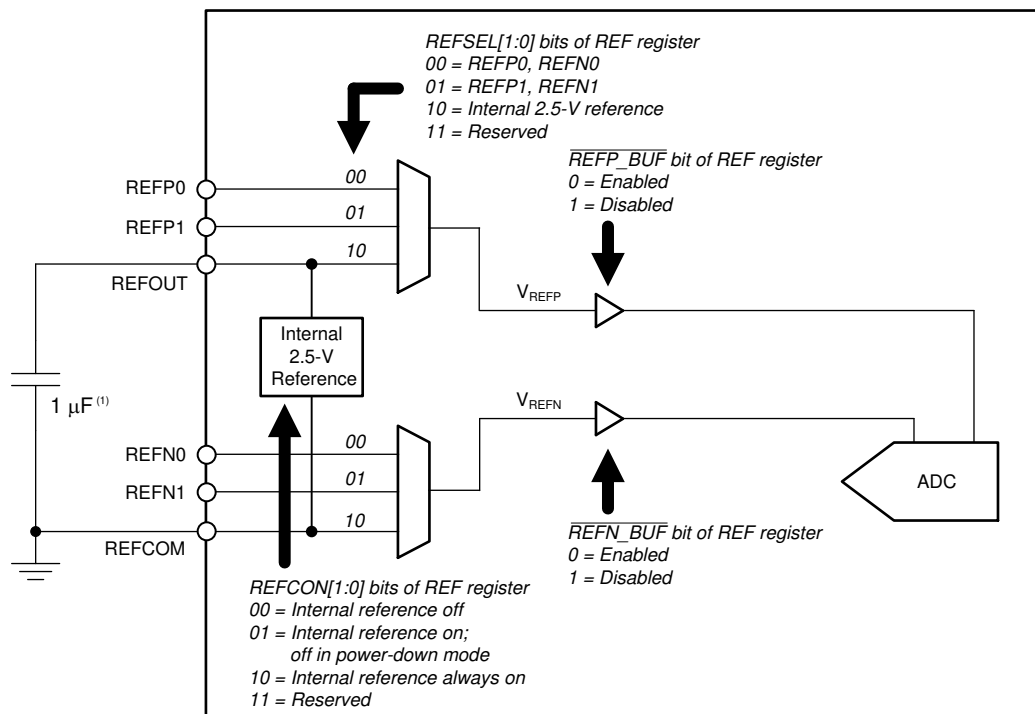 REFSEL[1:0] bits of REF register
00 = REFP0, REFN0
01 = REFP1, REFN1
10 = Internal 2.5-V reference
11 = Reserved
REFP_BUF bit of REF register
0 = Enabled
1 = Disabled
REFP0
00
REFP1
01
REFOUT
10
VREFP
Internal
2.5-V
Reference
1 μF (1)
VREFN
REFN0
00
REFN1
01
ADC
REFCOM
10
REFN_BUF bit of REF register
0 = Enabled
1 = Disabled
REFCON[1:0] bits of REF register
00 = Internal reference off
01 = Internal reference on;
off in power-down mode
10 = Internal reference always on
11 = Reserved